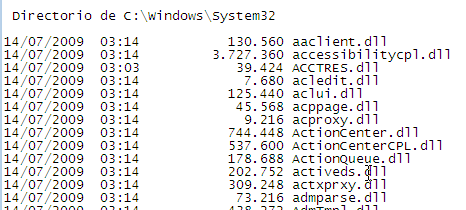 Directorio de C:\Windows\System32
14/07/2009 03:14 130.560 aaclient.dll
14/07/2009 03:14 3.727.360 accessibilitycpl.dll
14/07/2009 03:03 39.424 ACCTRES.dll
14/07/2009 03:14 7.680 acledit.dll
14/07/2009 03:14 125.440 aclui.dll
14/07/2009 03:14 45.568 acppage.dll
14/07/2009 03:14 9.216 acproxy.dll
14/07/2009 03:14 744.448 ActionCenter.dll
14/07/2009 03:14 537.600 ActionCenterCPL.dll
14/07/2009 03:14 178.688 ActionQueue.dll
14/07/2009 03:14 202.752 activeds.dll
14/07/2009 03:14 309.248 actxprxy.dll
14/07/2009 03:14 73.216 admparse.dll